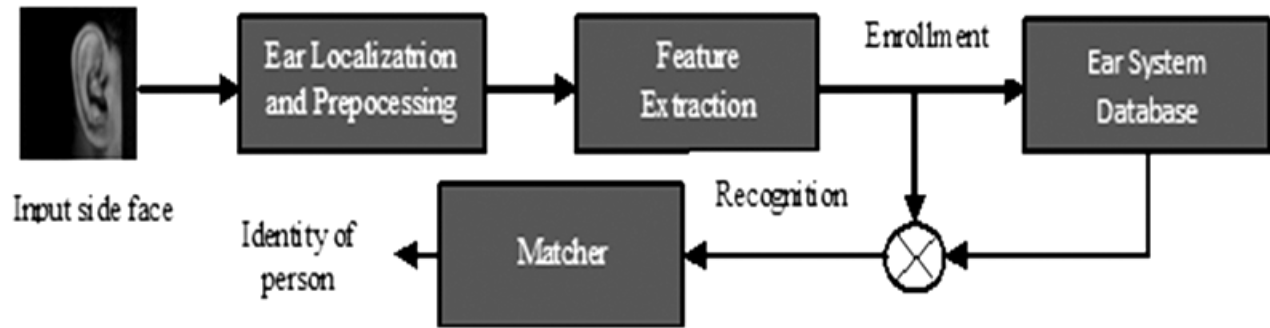 Input side face
Ear Localizatrion
and Prepocessing
Feature
Extraction
Enrollment
Ear System
Database
Recognition
Matcher
Identity of
person